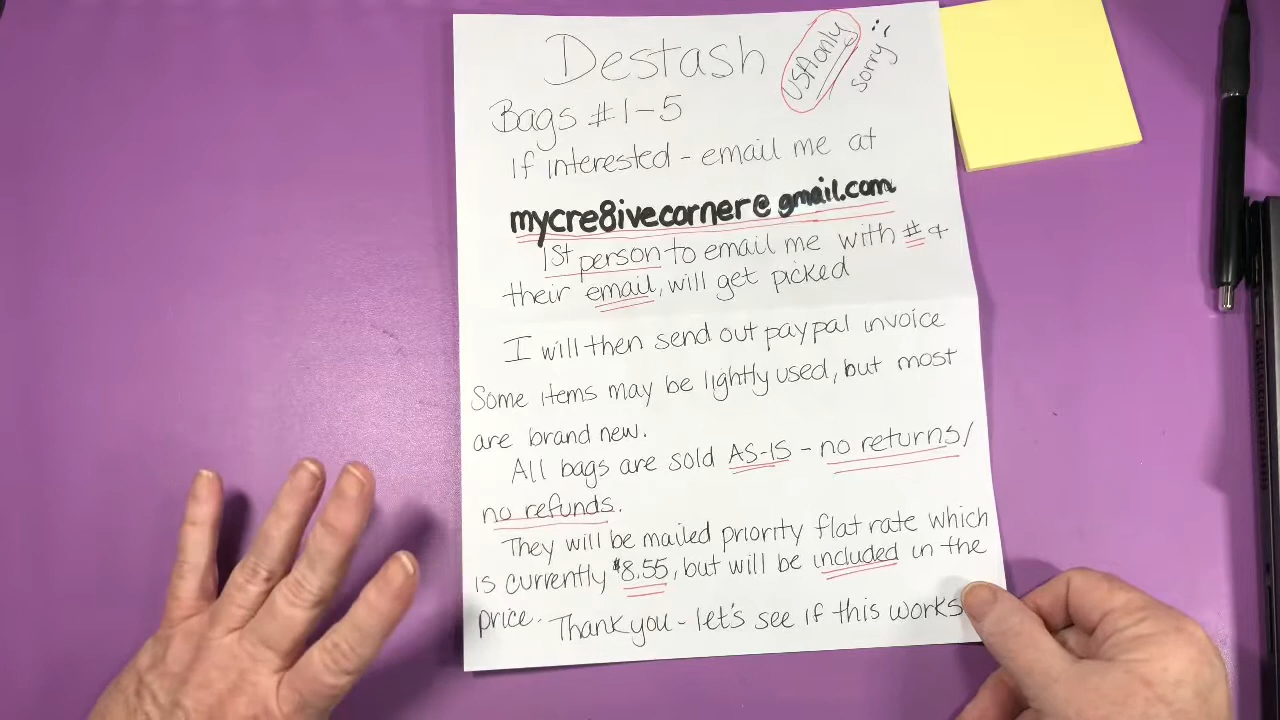 Destash
USA only
sorry
Bags #1-5
If interested - email me at
mycre8ivecorner@gmail.com
1st person to email me with # &
their email, will get picked
I will then send out paypal invoice
Some items may be lightly used, but most
are brand new.
All bags are sold AS-IS - no returns/
no refunds.
They will be mailed priority flat rate which
is currently $8.55, but will be included in the
price. Thank you - let's see if this works